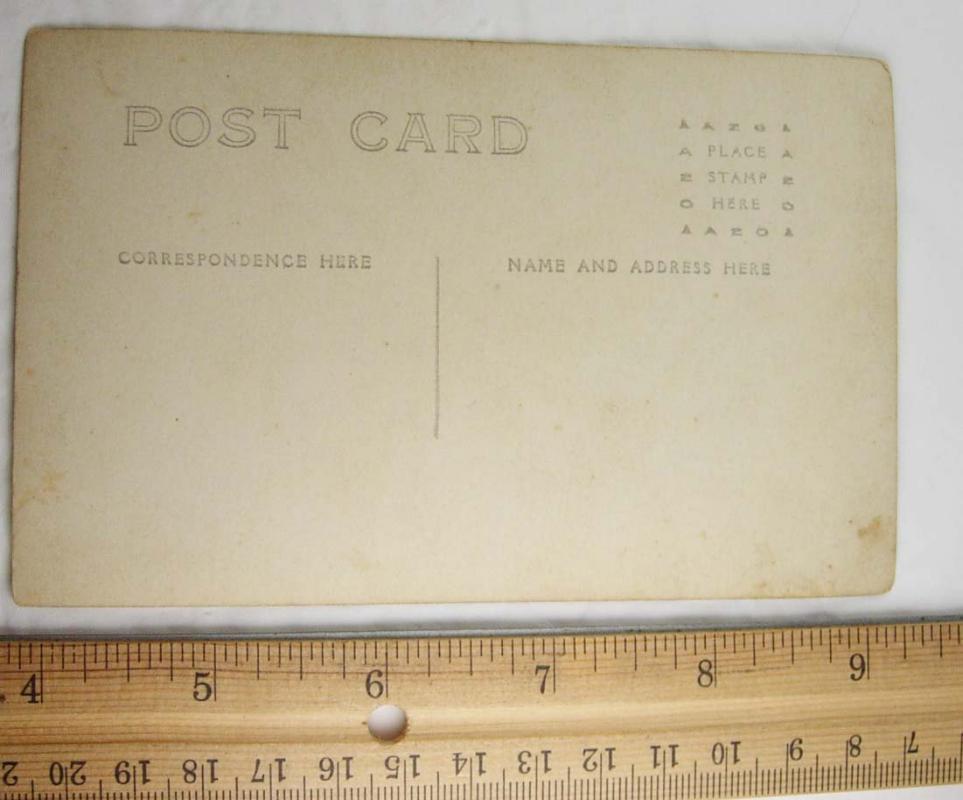 POST CARD
A A Z O A
A PLACE A
Z STAMP Z
O HERE O
A A Z O A
CORRESPONDENCE HERE
NAME AND ADDRESS HERE
4 5 6 7 8 9
2 20 19 18 17 16 15 14 13 12 11 10 9 8 7